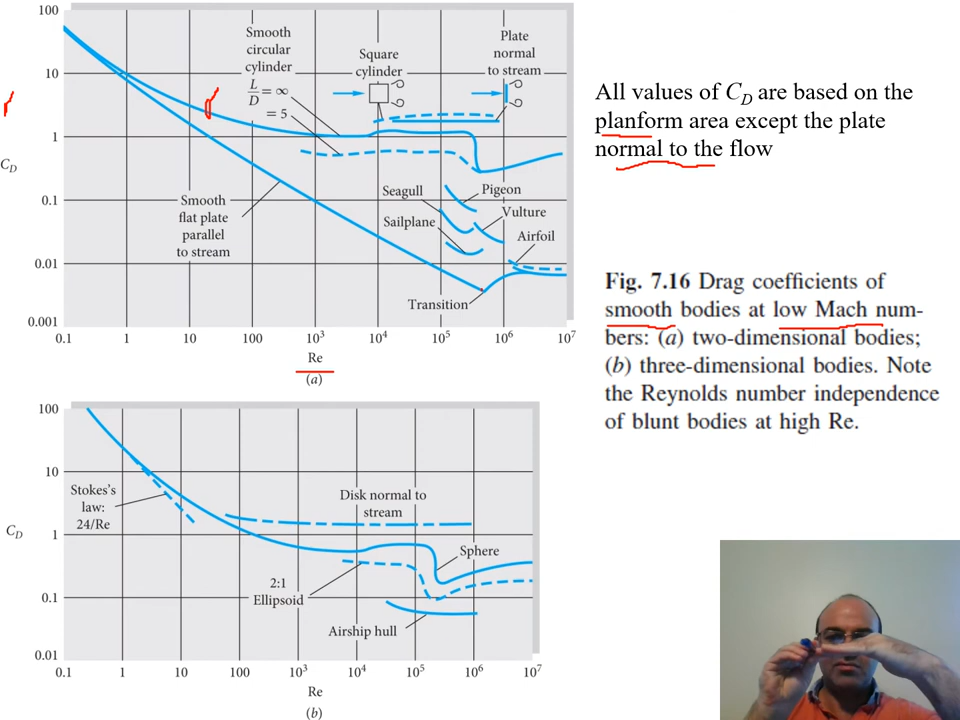 100
10
1
0.1
0.01
0.001
C_D
Smooth
circular
cylinder
L/D = ∞
= 5
Square
cylinder
Plate
normal
to stream
Smooth
flat plate
parallel
to stream
Seagull
Pigeon
Sailplane
Vulture
Airfoil
Transition
0.1
1
10
100
10³
10⁴
10⁵
10⁶
10⁷
Re
(a)
All values of C_D are based on the
planform area except the plate
normal to the flow
Fig. 7.16 Drag coefficients of
smooth bodies at low Mach num-
bers: (a) two-dimensional bodies;
(b) three-dimensional bodies. Note
the Reynolds number independence
of blunt bodies at high Re.
100
10
1
0.1
0.01
C_D
Stokes's
law:
24/Re
Disk normal to
stream
Sphere
2:1
Ellipsoid
Airship hull
0.1
1
10
100
10³
10⁴
10⁵
10⁶
10⁷
Re
(b)